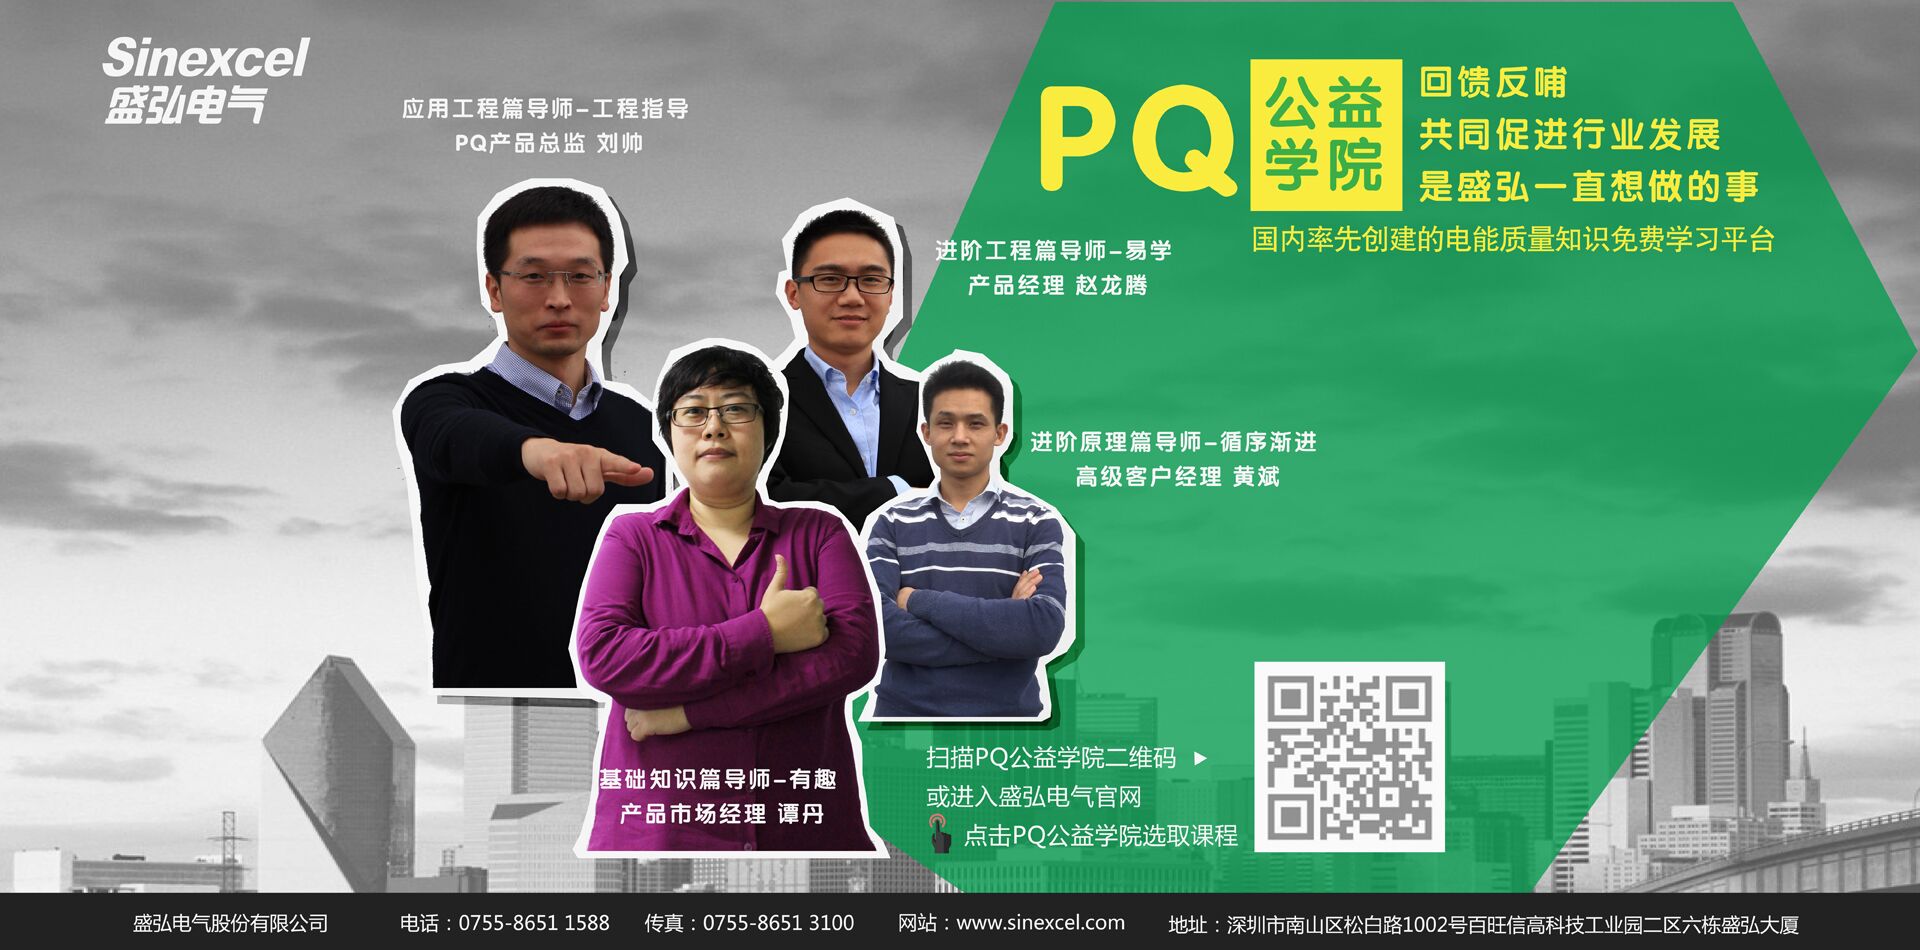 Sinexcel
盛弘电气
应用工程篇导师-工程指导
PQ产品总监 刘帅
PQ
公益
学院
回馈反哺
共同促进行业发展
是盛弘一直想做的事
国内率先创建的电能质量知识免费学习平台
进阶工程篇导师-易学
产品经理 赵龙腾
进阶原理篇导师-循序渐进
高级客户经理 黄斌
基础知识篇导师-有趣
产品市场经理 谭丹
扫描PQ公益学院二维码
或进入盛弘电气官网
点击PQ公益学院选取课程
盛弘电气股份有限公司 电话：0755-8651 1588 传真：0755-8651 3100 网站：www.sinexcel.com 地址：深圳市南山区松白路1002号百旺信高科技工业园二区六栋盛弘大厦